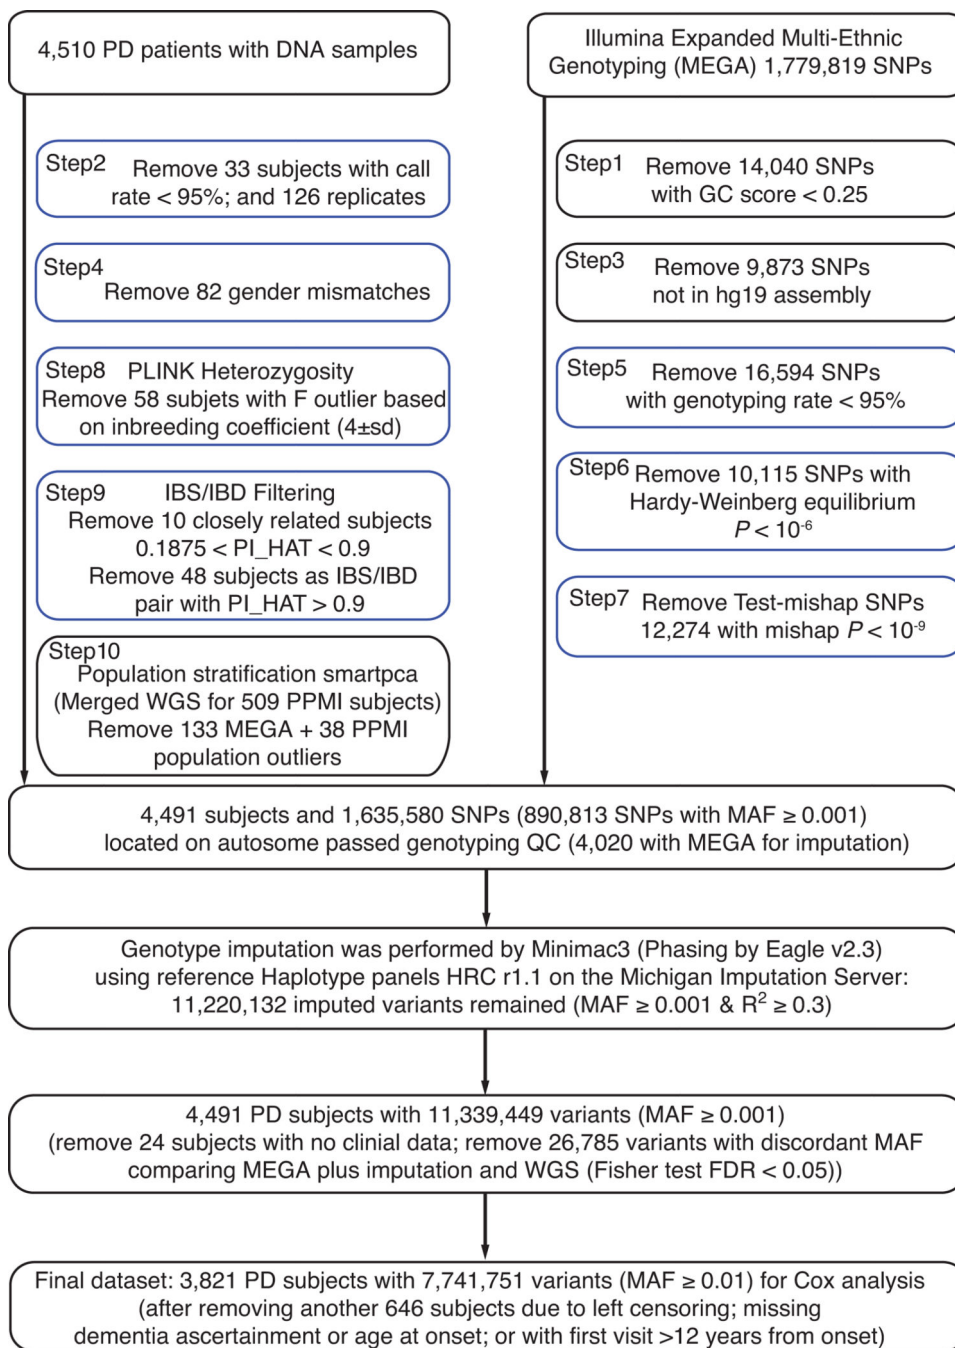 4,510 PD patients with DNA samples
Illumina Expanded Multi-Ethnic
Genotyping (MEGA) 1,779,819 SNPs
Step2 Remove 33 subjects with call
rate < 95%; and 126 replicates
Step4
Remove 82 gender mismatches
Step8 PLINK Heterozygosity
Remove 58 subjets with F outlier based
on inbreeding coefficient (4±sd)
Step9 IBS/IBD Filtering
Remove 10 closely related subjects
0.1875 < PI_HAT < 0.9
Remove 48 subjects as IBS/IBD
pair with PI_HAT > 0.9
Step10
Population stratification smartpca
(Merged WGS for 509 PPMI subjects)
Remove 133 MEGA + 38 PPMI
population outliers
Step1 Remove 14,040 SNPs
with GC score < 0.25
Step3 Remove 9,873 SNPs
not in hg19 assembly
Step5 Remove 16,594 SNPs
with genotyping rate < 95%
Step6 Remove 10,115 SNPs with
Hardy-Weinberg equilibrium
P < 10⁻⁶
Step7 Remove Test-mishap SNPs
12,274 with mishap P < 10⁻⁹
4,491 subjects and 1,635,580 SNPs (890,813 SNPs with MAF ≥ 0.001)
located on autosome passed genotyping QC (4,020 with MEGA for imputation)
Genotype imputation was performed by Minimac3 (Phasing by Eagle v2.3)
using reference Haplotype panels HRC r1.1 on the Michigan Imputation Server:
11,220,132 imputed variants remained (MAF ≥ 0.001 & R² ≥ 0.3)
4,491 PD subjects with 11,339,449 variants (MAF ≥ 0.001)
(remove 24 subjects with no clinial data; remove 26,785 variants with discordant MAF
comparing MEGA plus imputation and WGS (Fisher test FDR < 0.05))
Final dataset: 3,821 PD subjects with 7,741,751 variants (MAF ≥ 0.01) for Cox analysis
(after removing another 646 subjects due to left censoring; missing
dementia ascertainment or age at onset; or with first visit >12 years from onset)